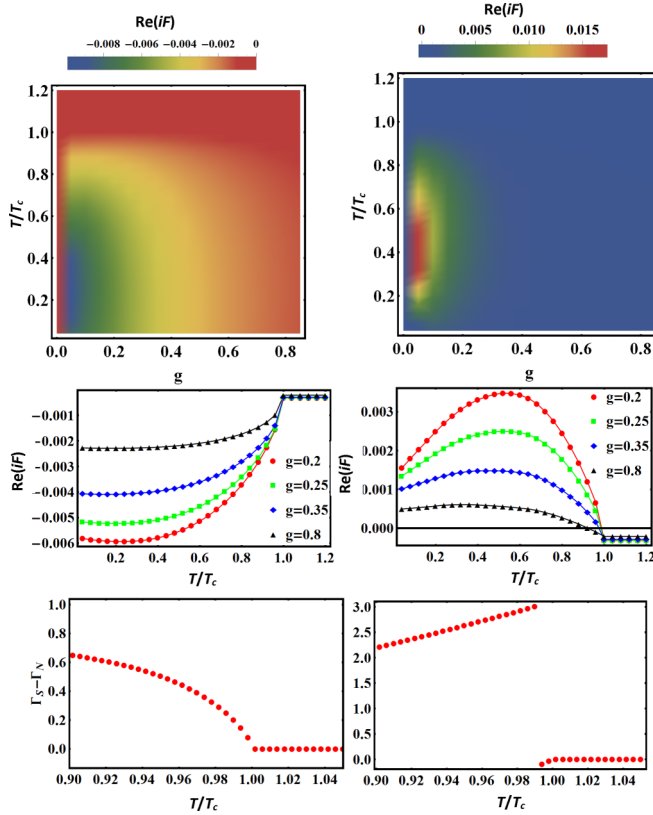 Re(iF)
−0.008 −0.006 −0.004 −0.002 0
1.2
1.0
0.8
0.6
0.4
0.2
T/Tc
0.0 0.2 0.4 0.6 0.8
g
Re(iF)
0 0.005 0.010 0.015
1.2
1.0
0.8
0.6
0.4
0.2
T/Tc
0.0 0.2 0.4 0.6 0.8
g
−0.001
−0.002
−0.003
−0.004
−0.005
−0.006
Re(iF)
g=0.2
g=0.25
g=0.35
g=0.8
0.2 0.4 0.6 0.8 1.0 1.2
T/Tc
0.003
0.002
0.001
0.000
Re(iF)
g=0.2
g=0.25
g=0.35
g=0.8
0.2 0.4 0.6 0.8 1.0 1.2
T/Tc
1.0
0.8
0.6
0.4
0.2
0.0
ΓS−ΓN
0.90 0.92 0.94 0.96 0.98 1.00 1.02 1.04
T/Tc
3.0
2.5
2.0
1.5
1.0
0.5
0.0
0.90 0.92 0.94 0.96 0.98 1.00 1.02 1.04
T/Tc